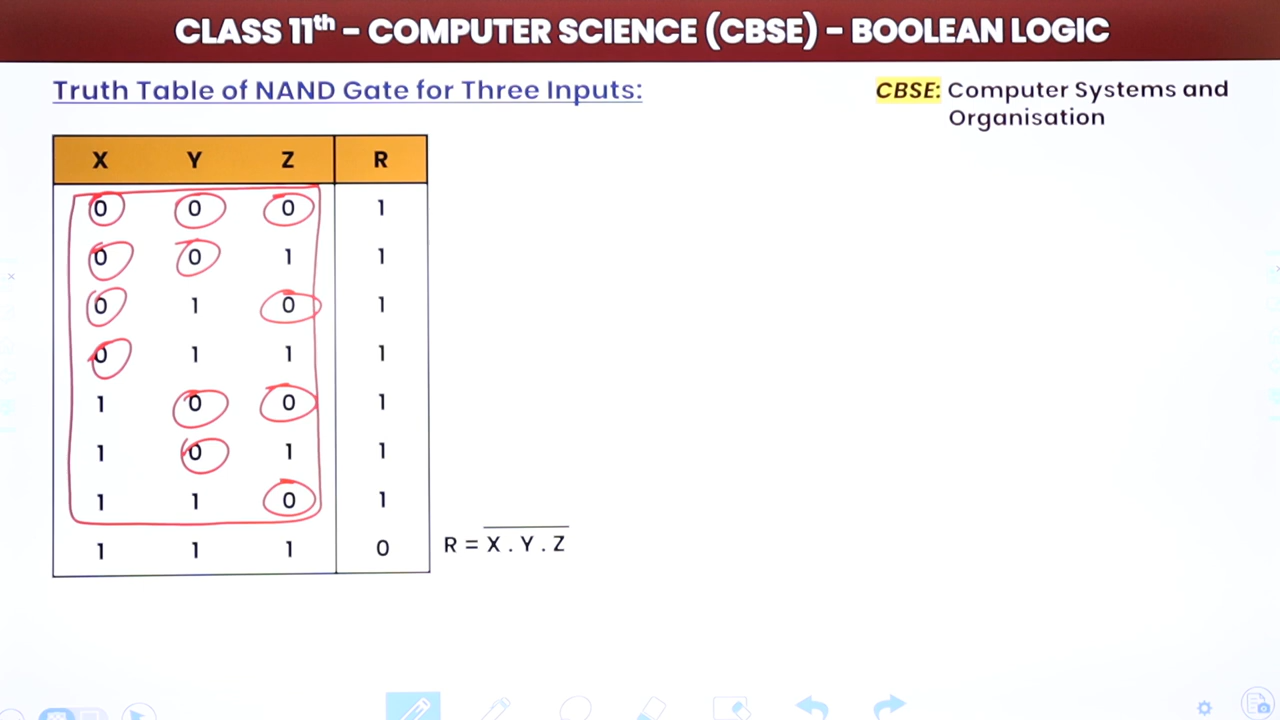 CLASS 11th – COMPUTER SCIENCE (CBSE) – BOOLEAN LOGIC
Truth Table of NAND Gate for Three Inputs:
CBSE: Computer Systems and
Organisation
X Y Z R
0 0 0 1
0 0 1 1
0 1 0 1
0 1 1 1
1 0 0 1
1 0 1 1
1 1 0 1
1 1 1 0
R = X . Y . Z